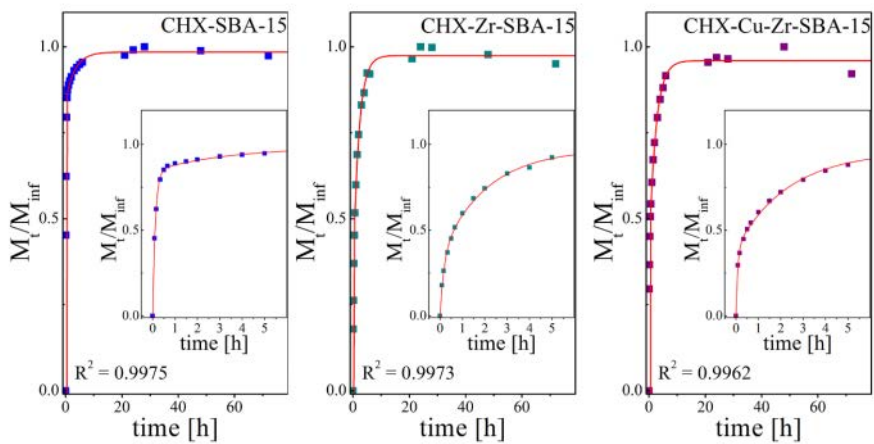 CHX-SBA-15
1.0
0.5
0.0
M_t/M_inf
1.0
0.5
0.0
M_t/M_inf
0 1 2 3 4 5
time [h]
R² = 0.9975
0 20 40 60
time [h]
CHX-Zr-SBA-15
1.0
0.5
0.0
M_t/M_inf
1.0
0.5
0.0
M_t/M_inf
0 1 2 3 4 5
time [h]
R² = 0.9973
0 20 40 60
time [h]
CHX-Cu-Zr-SBA-15
1.0
0.5
0.0
M_t/M_inf
1.0
0.5
0.0
M_t/M_inf
0 1 2 3 4 5
time [h]
R² = 0.9962
0 20 40 60
time [h]